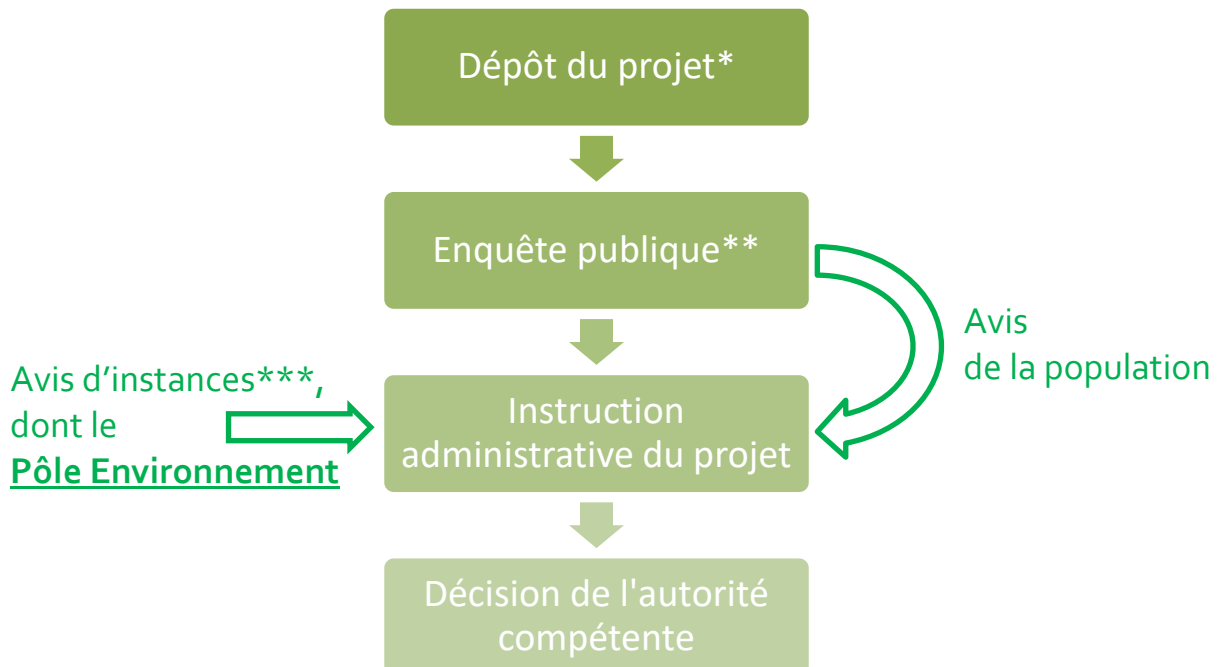 Dépôt du projet*
Enquête publique**
Avis
de la population
Avis d’instances***,
dont le
Pôle Environnement
Instruction
administrative du projet
Décision de l'autorité
compétente